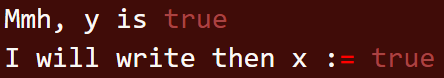 Mmh, y is true
I will write then x := true